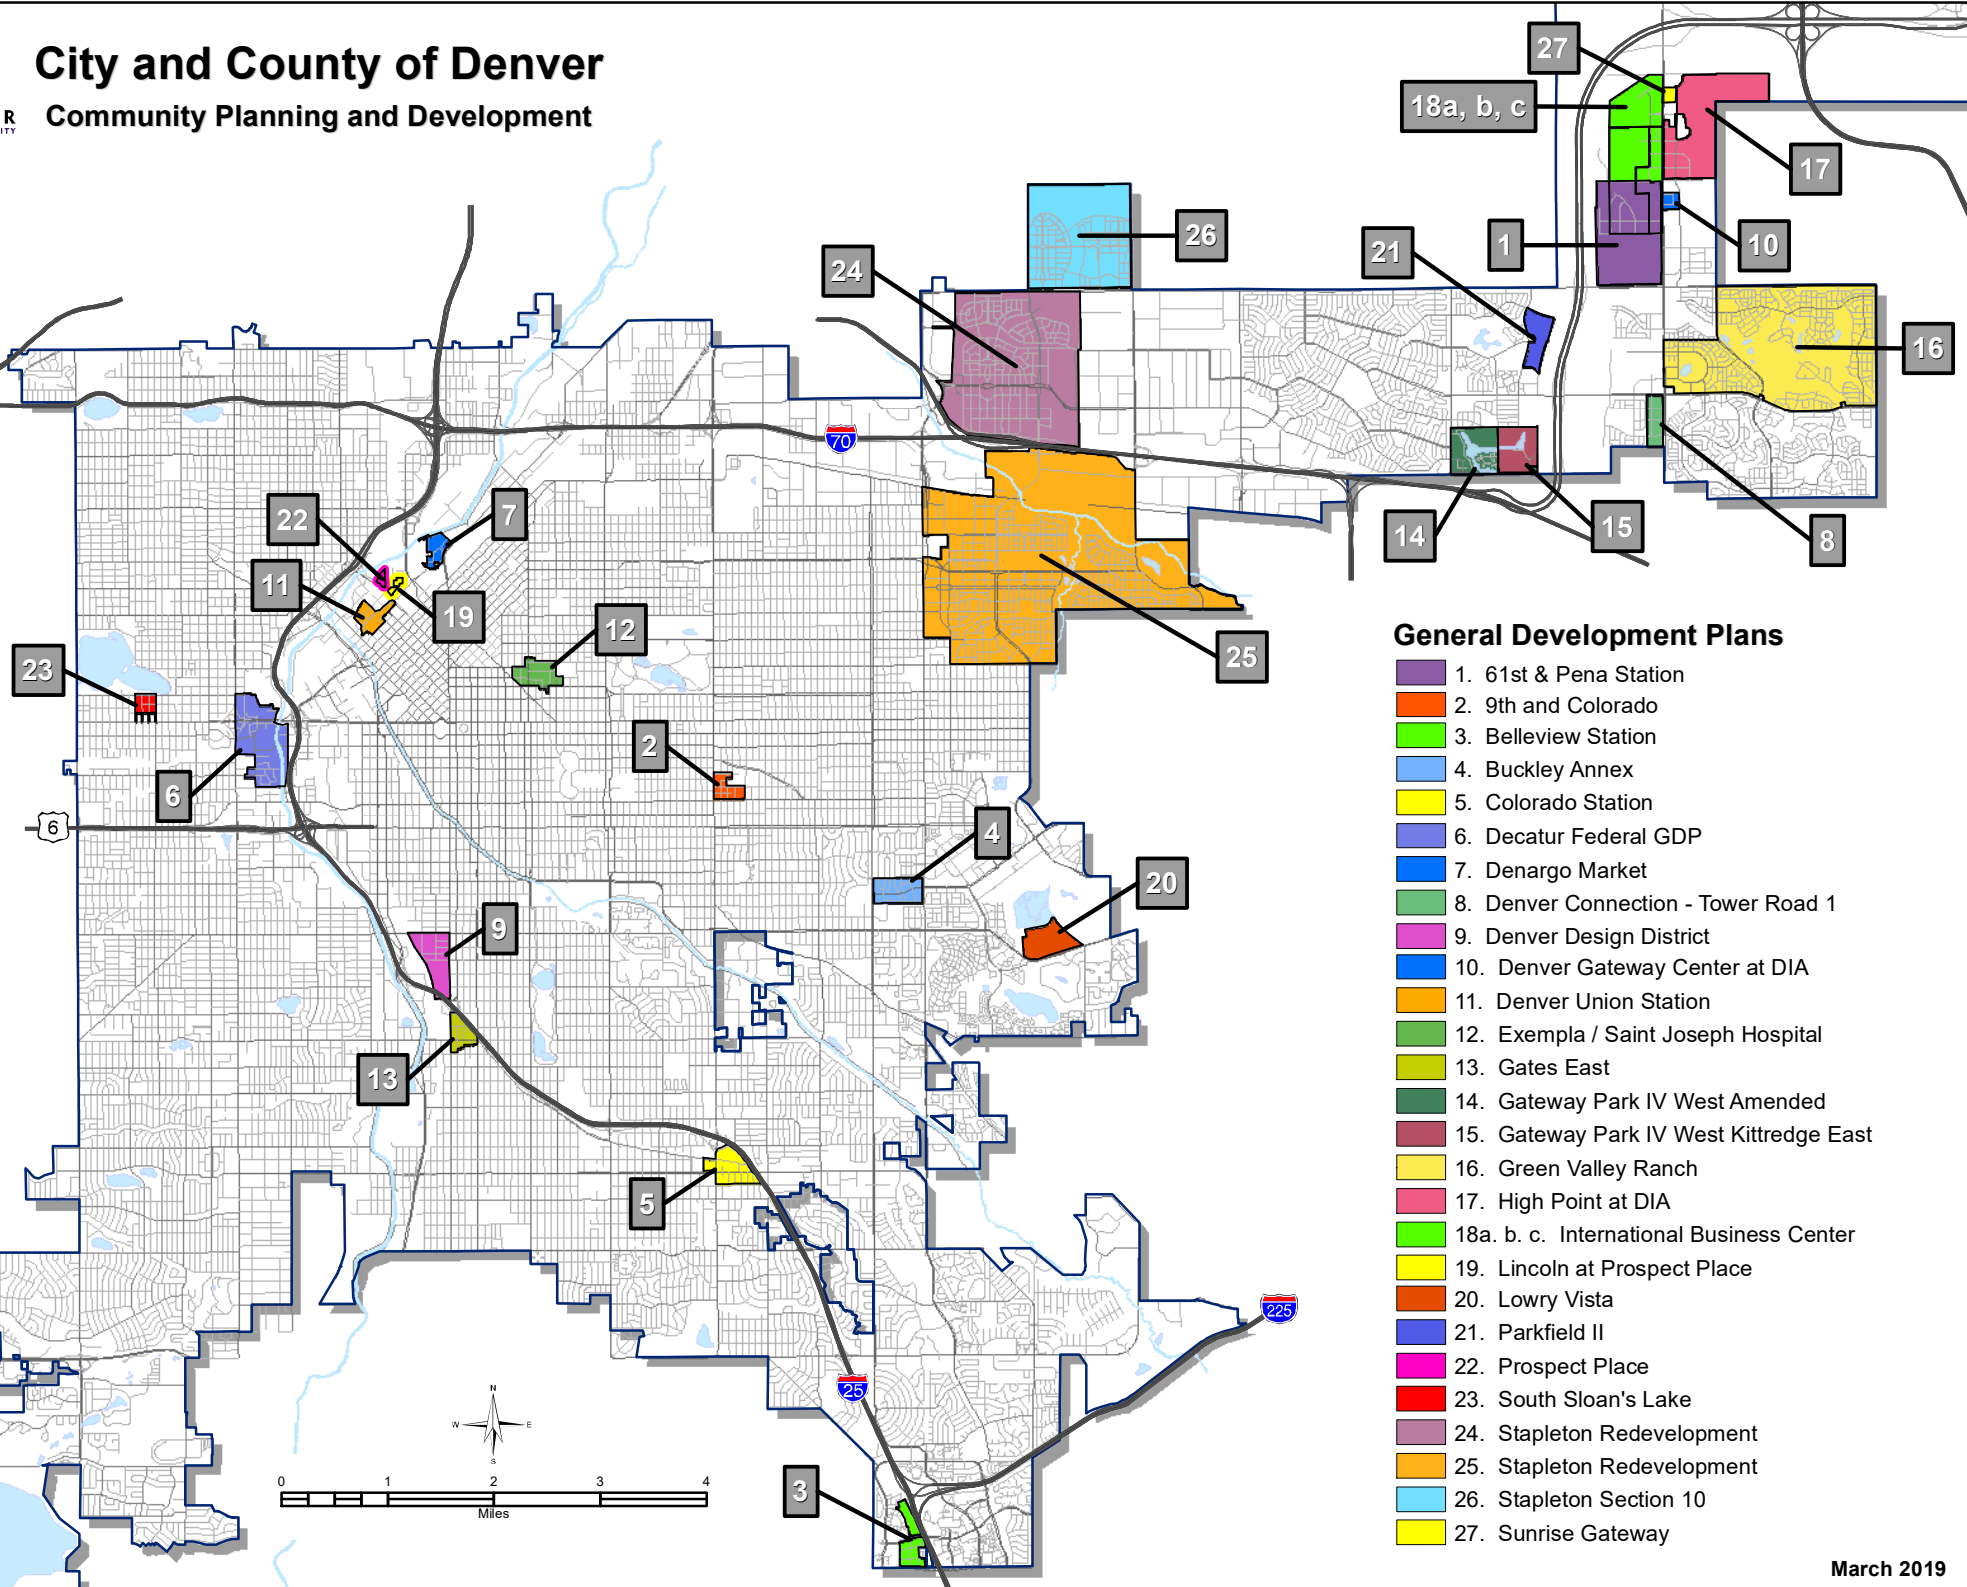 City and County of Denver
R
ITY
Community Planning and Development
27
18a, b, c
17
26
10
1
21
24
16
70
22
7
14
15
8
11
19
12
25
23
2
6
6
4
20
9
13
5
225
25
N
W
E
S
0 1 2 3 4
Miles
3
General Development Plans
1. 61st & Pena Station
2. 9th and Colorado
3. Belleview Station
4. Buckley Annex
5. Colorado Station
6. Decatur Federal GDP
7. Denargo Market
8. Denver Connection - Tower Road 1
9. Denver Design District
10. Denver Gateway Center at DIA
11. Denver Union Station
12. Exempla / Saint Joseph Hospital
13. Gates East
14. Gateway Park IV West Amended
15. Gateway Park IV West Kittredge East
16. Green Valley Ranch
17. High Point at DIA
18a. b. c. International Business Center
19. Lincoln at Prospect Place
20. Lowry Vista
21. Parkfield II
22. Prospect Place
23. South Sloan's Lake
24. Stapleton Redevelopment
25. Stapleton Redevelopment
26. Stapleton Section 10
27. Sunrise Gateway
March 2019